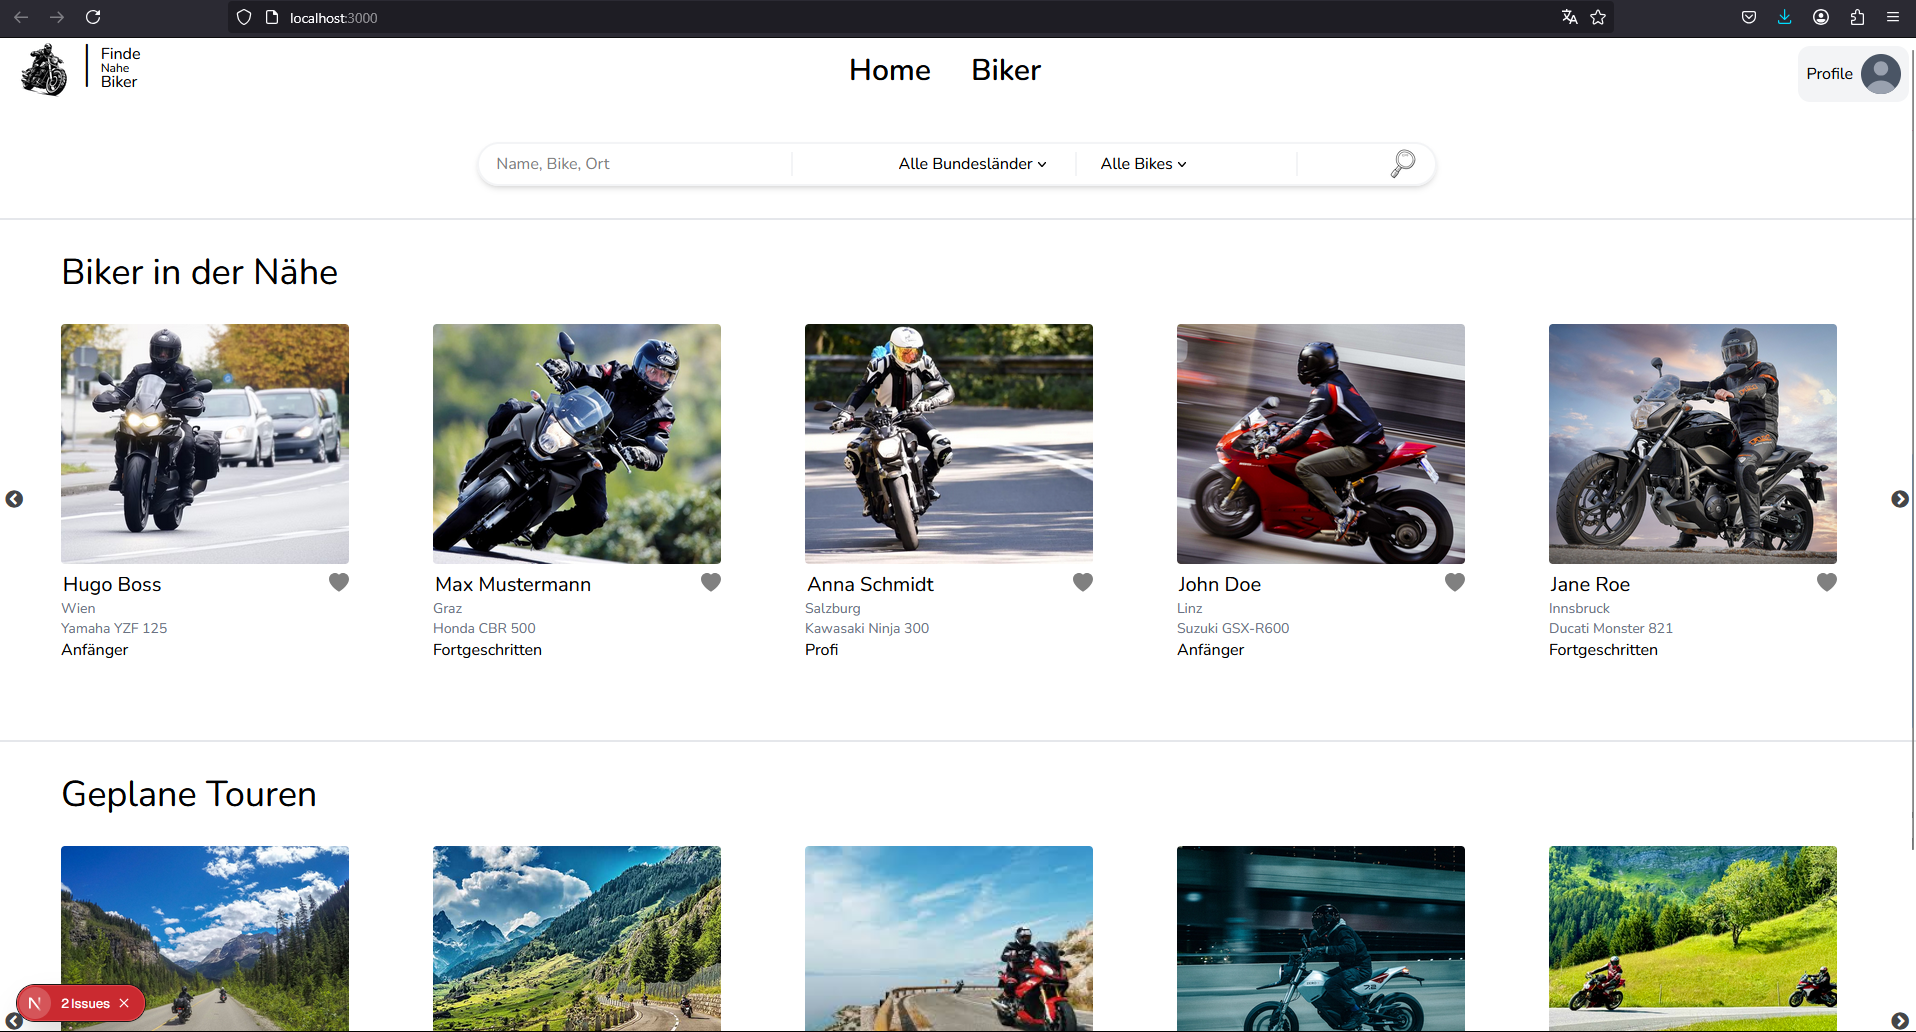 localhost:3000
Finde
Nahe
Biker
Home Biker
Profile
Name, Bike, Ort
Alle Bundesländer
Alle Bikes
Biker in der Nähe
Hugo Boss
Wien
Yamaha YZF 125
Anfänger
Max Mustermann
Graz
Honda CBR 500
Fortgeschritten
Anna Schmidt
Salzburg
Kawasaki Ninja 300
Profi
John Doe
Linz
Suzuki GSX-R600
Anfänger
Jane Roe
Innsbruck
Ducati Monster 821
Fortgeschritten
Geplane Touren
N 2 Issues